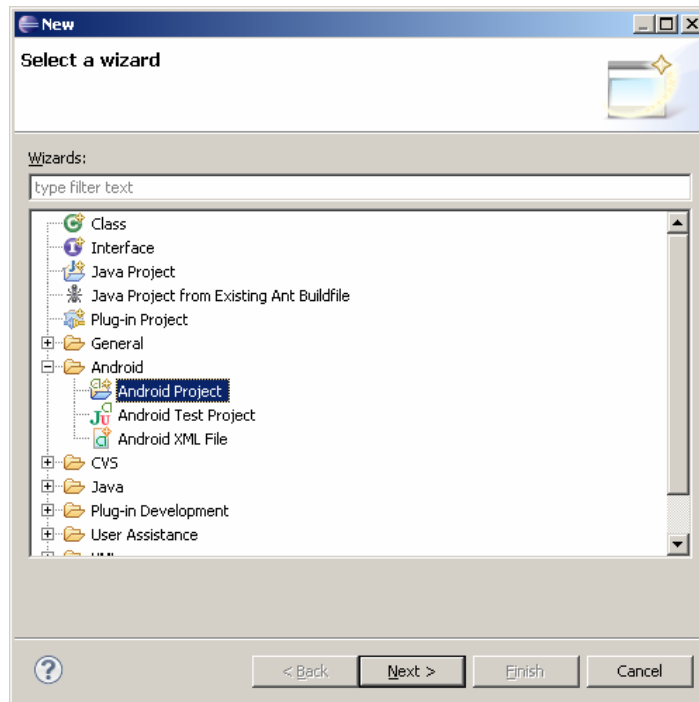 New
Select a wizard
Wizards:
type filter text
Class
Interface
Java Project
Java Project from Existing Ant Buildfile
Plug-in Project
General
Android
Android Project
Android Test Project
Android XML File
CVS
Java
Plug-in Development
User Assistance
< Back
Next >
Finish
Cancel